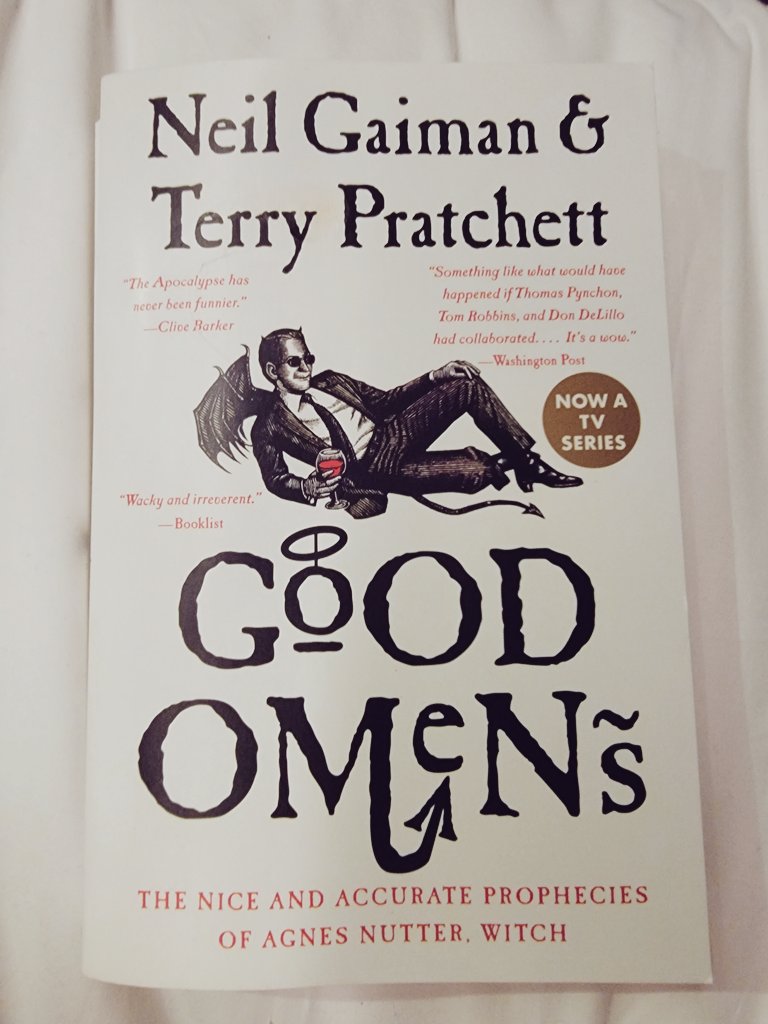 Neil Gaiman &
Terry Pratchett
"The Apocalypse has
never been funnier."
—Clive Barker
"Something like what would have
happened if Thomas Pynchon,
Tom Robbins, and Don DeLillo
had collaborated.... It's a wow."
—Washington Post
NOW A
TV
SERIES
"Wacky and irreverent."
—Booklist
GOOD
OMENS
THE NICE AND ACCURATE PROPHECIES
OF AGNES NUTTER, WITCH